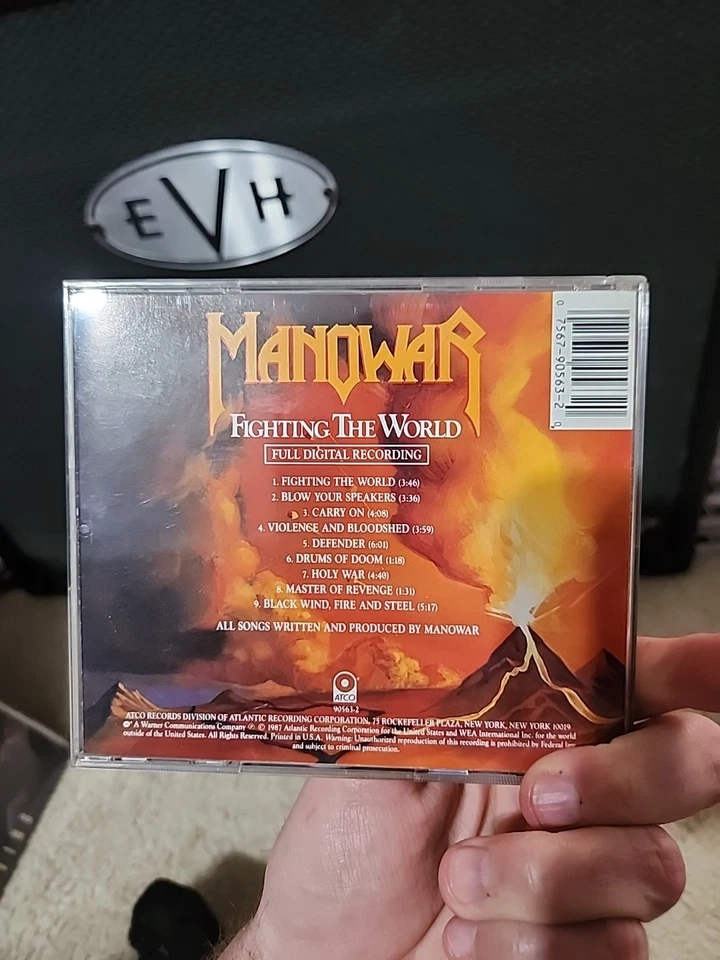 EVH
MANOWAR
FIGHTING THE WORLD
FULL DIGITAL RECORDING
1. FIGHTING THE WORLD (3:46)
2. BLOW YOUR SPEAKERS (3:36)
3. CARRY ON (4:08)
4. VIOLENCE AND BLOODSHED (3:59)
5. DEFENDER (6:01)
6. DRUMS OF DOOM (1:18)
7. HOLY WAR (4:40)
8. MASTER OF REVENGE (1:31)
9. BLACK WIND, FIRE AND STEEL (5:17)
ALL SONGS WRITTEN AND PRODUCED BY MANOWAR
ATCO
90563-2
ATCO RECORDS DIVISION OF ATLANTIC RECORDING CORPORATION, 75 ROCKEFELLER PLAZA, NEW YORK, NEW YORK 10019
A Warner Communications Company ℗ © 1987 Atlantic Recording Corporation for the United States and WEA International Inc. for the world
outside of the United States. All Rights Reserved. Printed in U.S.A. Warning: Unauthorized reproduction of this recording is prohibited by Federal law
and subject to criminal prosecution.
0 7567-90563-2 0